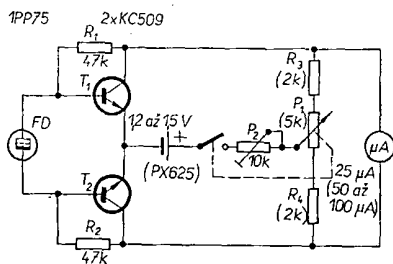 1PP75 2xKC509
R1
47k
R3
(2k)
T1
FD
1,2 až 1,5 V
+
P2
10k
P1
(5k)
μA
(PX625)
25 μA
(50 až
100 μA)
T2
R4
(2k)
R2
47k